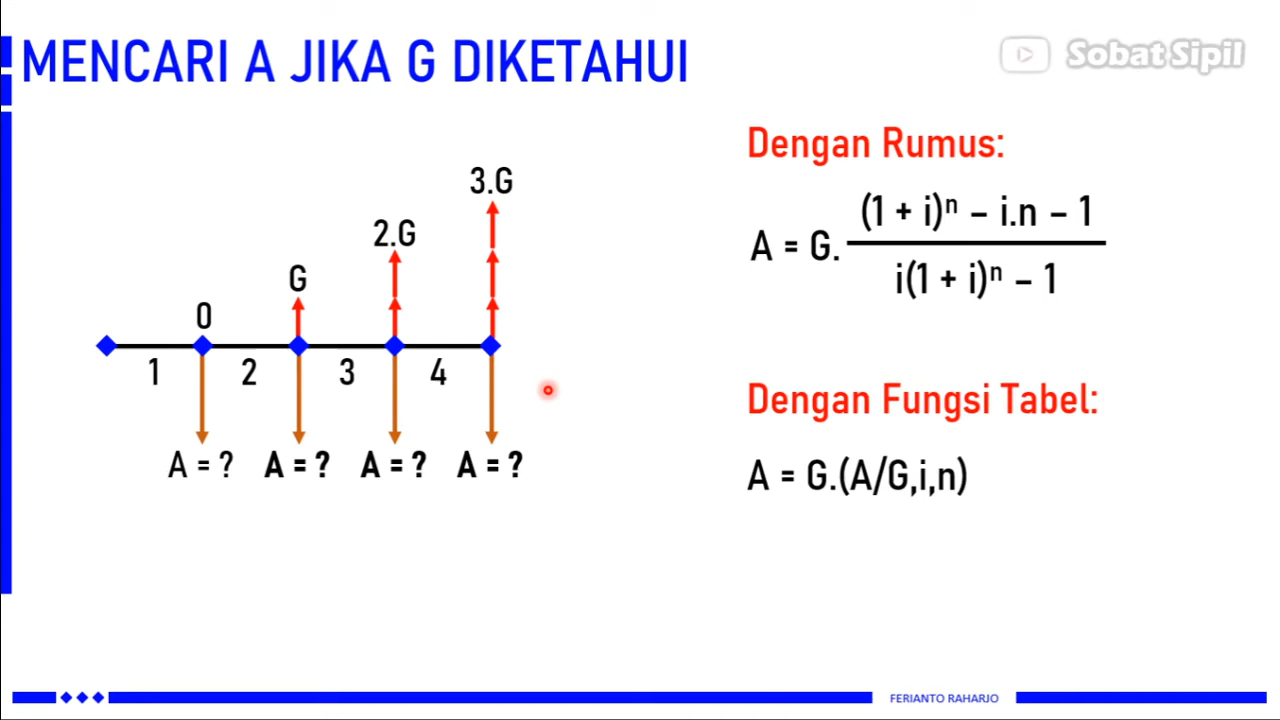 MENCARI A JIKA G DIKETAHUI
Sobat Sipil
3.G
2.G
G
0
1 2 3 4
A = ? A = ? A = ? A = ?
Dengan Rumus:
A = G. (1 + i)ⁿ – i.n – 1
i(1 + i)ⁿ – 1
Dengan Fungsi Tabel:
A = G.(A/G,i,n)
FERIANTO RAHARJO